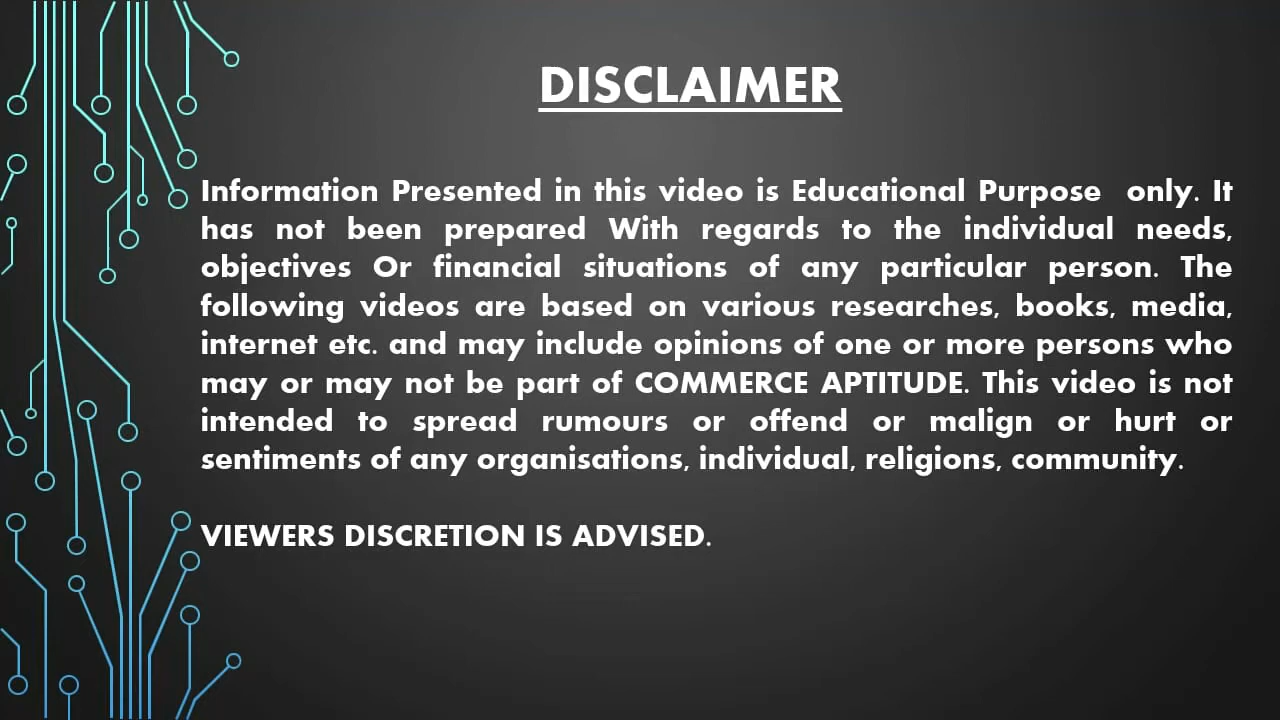 DISCLAIMER
Information Presented in this video is Educational Purpose only. It
has not been prepared With regards to the individual needs,
objectives Or financial situations of any particular person. The
following videos are based on various researches, books, media,
internet etc. and may include opinions of one or more persons who
may or may not be part of COMMERCE APTITUDE. This video is not
intended to spread rumours or offend or malign or hurt or
sentiments of any organisations, individual, religions, community.
VIEWERS DISCRETION IS ADVISED.